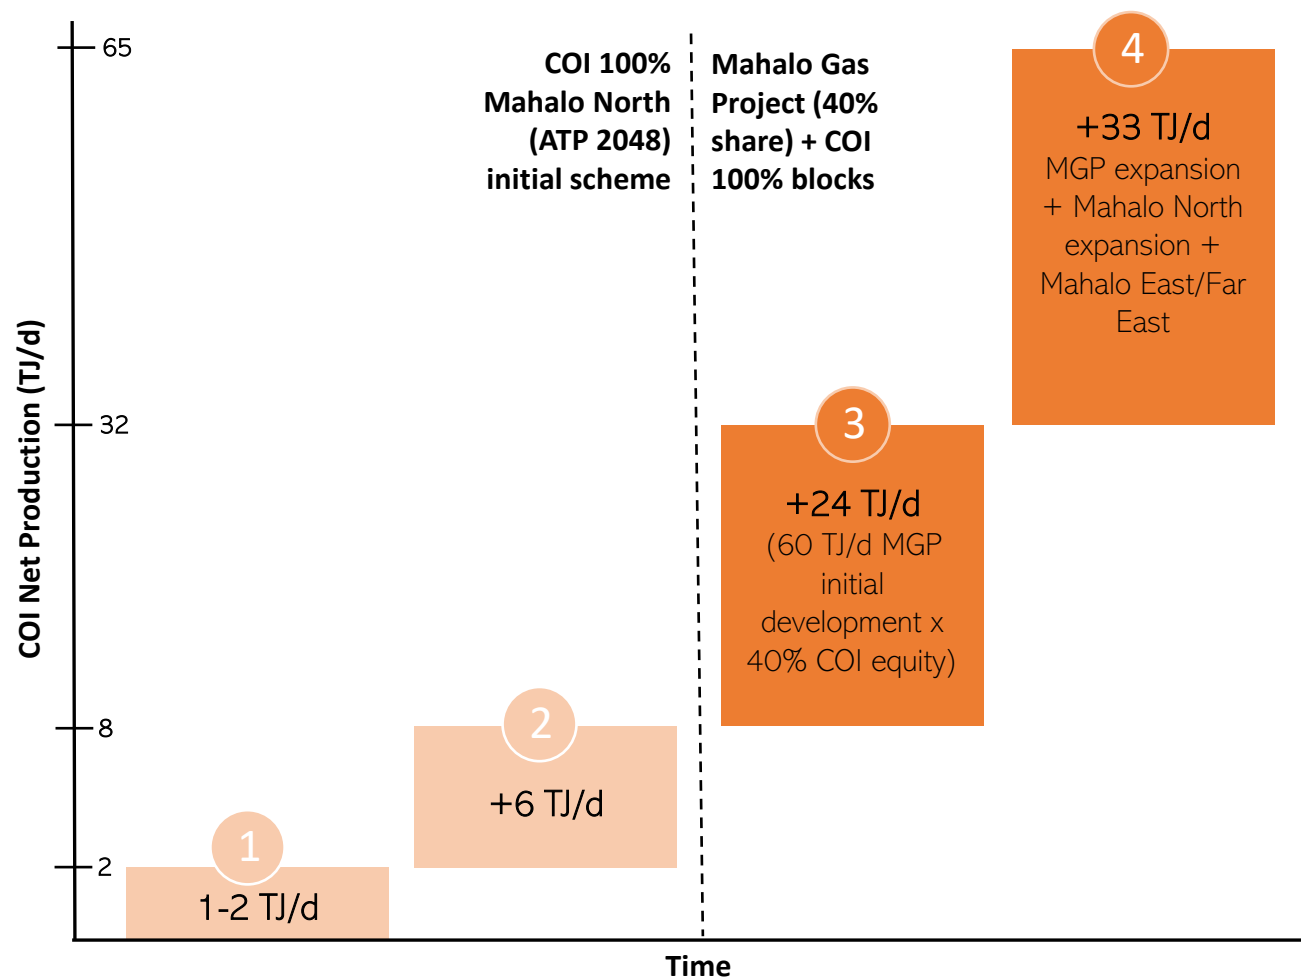 65
COI 100%
Mahalo North
(ATP 2048)
initial scheme
Mahalo Gas
Project (40%
share) + COI
100% blocks
4
+33 TJ/d
MGP expansion
+ Mahalo North
expansion +
Mahalo East/Far
East
COI Net Production (TJ/d)
32
3
+24 TJ/d
(60 TJ/d MGP
initial
development x
40% COI equity)
8
2
+6 TJ/d
2
1
1-2 TJ/d
Time